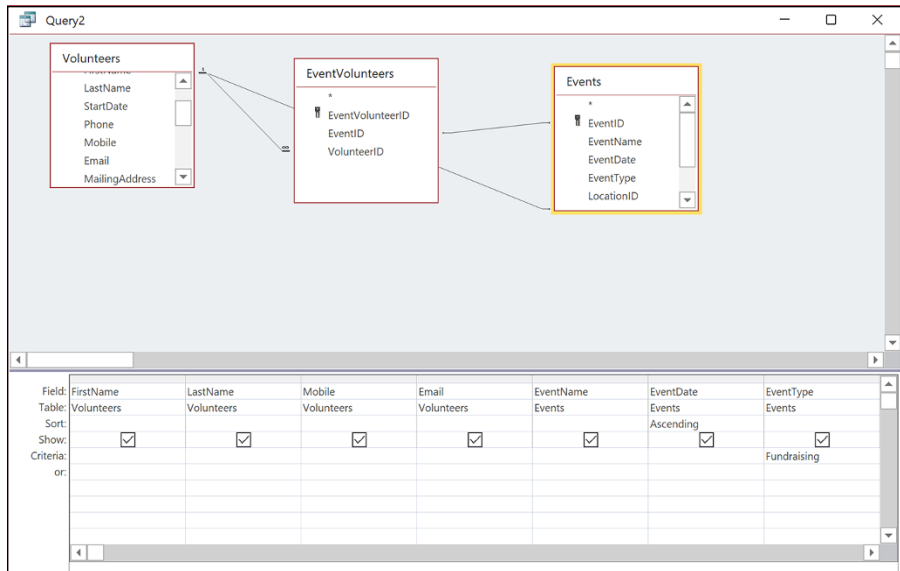 Query2
Volunteers
LastName
StartDate
Phone
Mobile
Email
MailingAddress
EventVolunteers
*
EventVolunteerID
EventID
VolunteerID
Events
*
EventID
EventName
EventDate
EventType
LocationID
1
∞
Field: FirstName LastName Mobile Email EventName EventDate EventType
Table: Volunteers Volunteers Volunteers Volunteers Events Events Events
Sort: Ascending
Show:
Criteria: Fundraising
or: